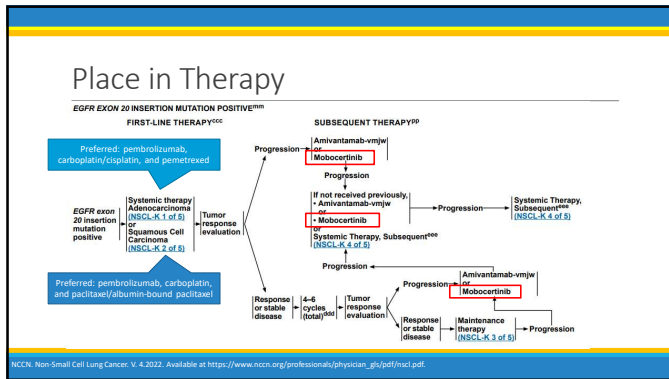 Place in Therapy
EGFR EXON 20 INSERTION MUTATION POSITIVEmm
FIRST-LINE THERAPYccc
SUBSEQUENT THERAPYpp
Preferred: pembrolizumab,
carboplatin/cisplatin, and pemetrexed
EGFR exon
20 insertion
mutation
positive
Systemic therapy
Adenocarcinoma
(NSCL-K 1 of 5)
or
Squamous Cell
Carcinoma
(NSCL-K 2 of 5)
Preferred: pembrolizumab, carboplatin,
and paclitaxel/albumin-bound paclitaxel
Tumor
response
evaluation
Progression
Amivantamab-vmjw
or
Mobocertinib
Progression
If not received previously,
• Amivantamab-vmjw
or
• Mobocertinib
or
Systemic Therapy, Subsequenteee
(NSCL-K 4 of 5)
Progression
Systemic Therapy,
Subsequenteee
(NSCL-K 4 of 5)
Progression
Response
or stable
disease
4–6
cycles
(total)ddd
Tumor
response
evaluation
Progression
Amivantamab-vmjw
or
Mobocertinib
Response
or stable
disease
Maintenance
therapy
(NSCL-K 3 of 5)
Progression
NCCN. Non-Small Cell Lung Cancer. V. 4.2022. Available at https://www.nccn.org/professionals/physician_gls/pdf/nscl.pdf.